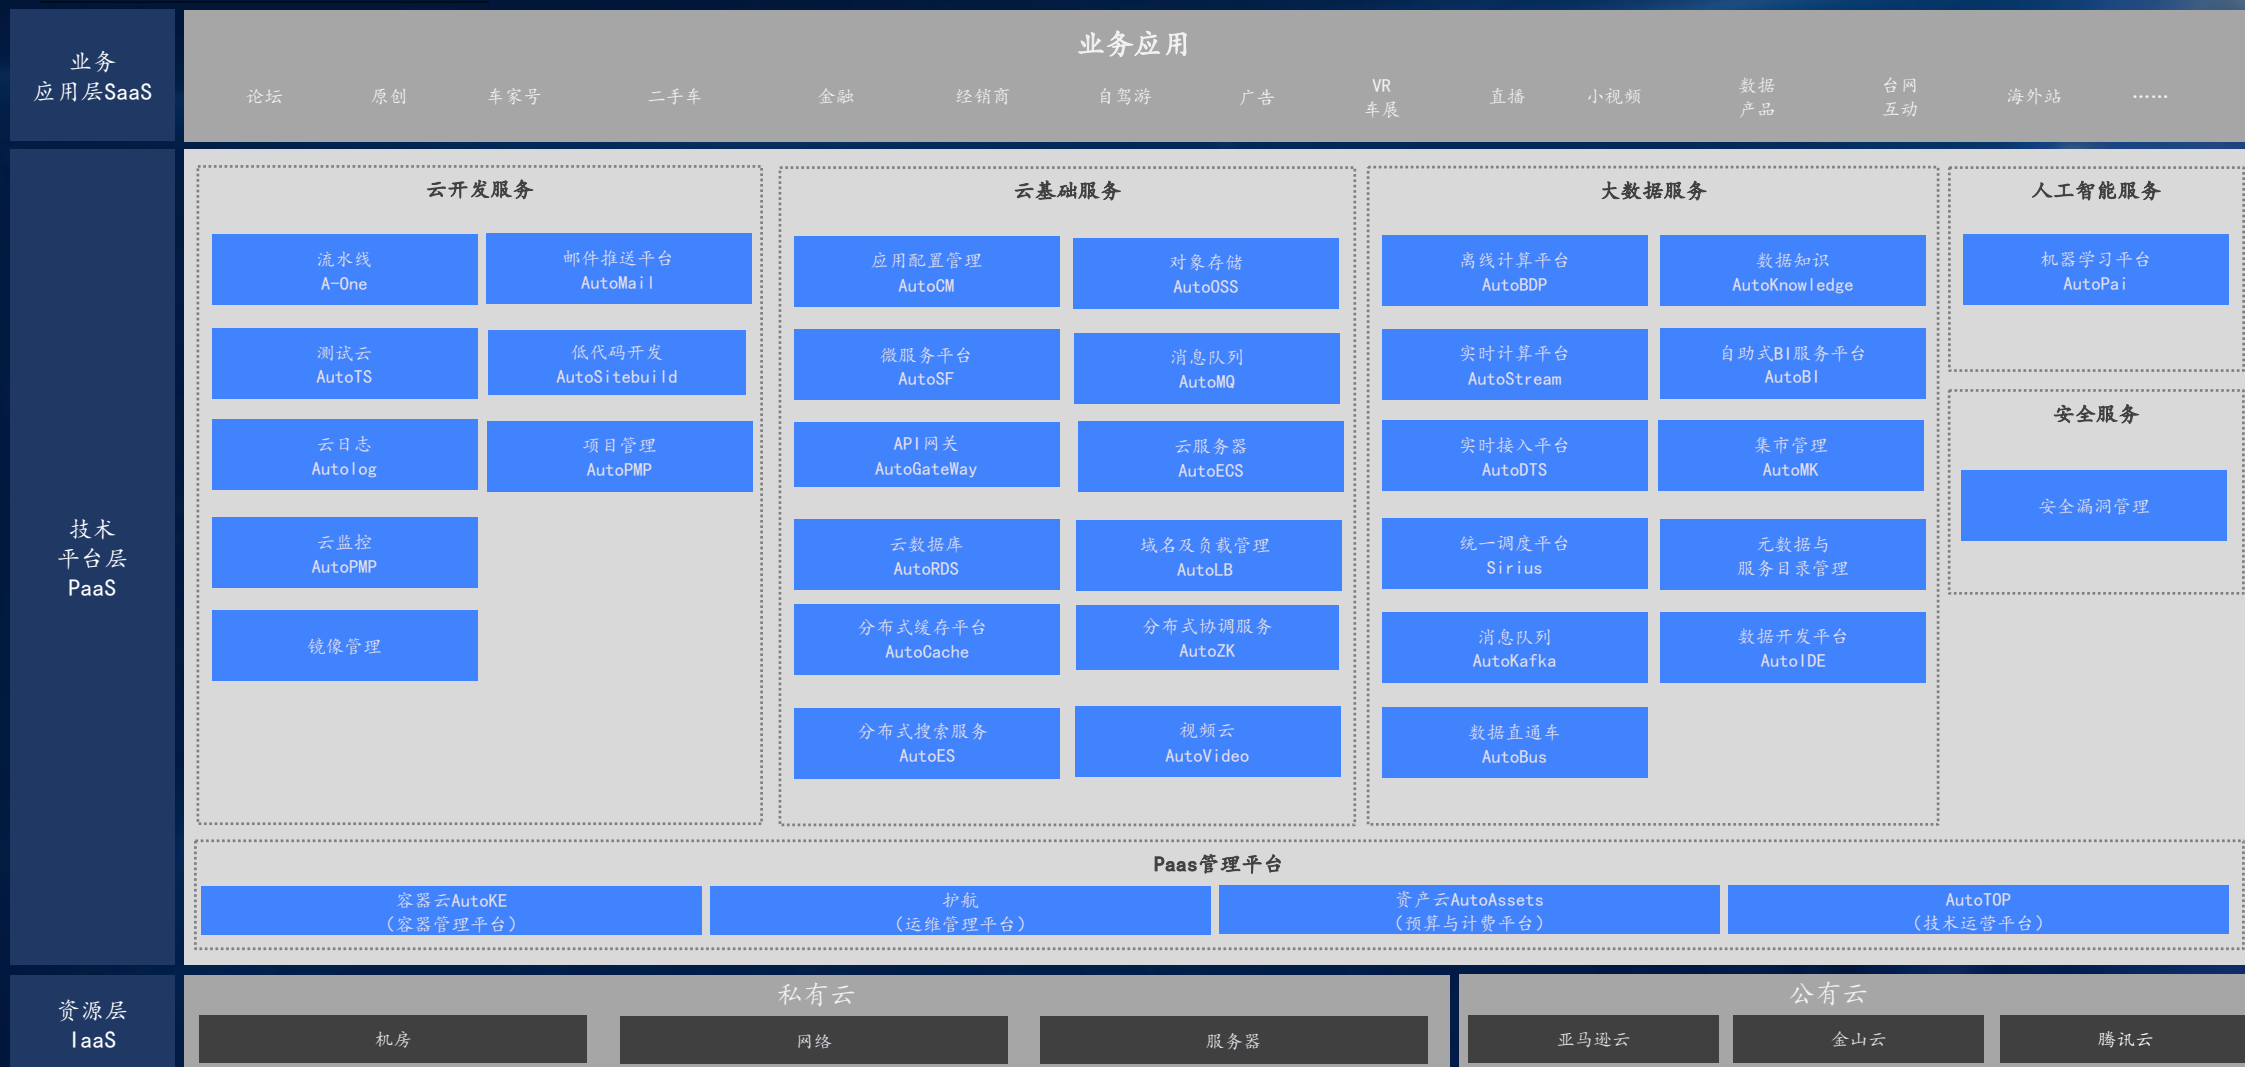 业务
应用层SaaS
业务应用
论坛
原创
车家号
二手车
金融
经销商
自驾游
广告
VR
车展
直播
小视频
数据
产品
台网
互动
海外站
……
技术
平台层
PaaS
云开发服务
流水线
A-One
邮件推送平台
AutoMail
测试云
AutoTS
低代码开发
AutoSitebuild
云日志
Autolog
项目管理
AutoPMP
云监控
AutoPMP
镜像管理
云基础服务
应用配置管理
AutoCM
对象存储
AutoOSS
微服务平台
AutoSF
消息队列
AutoMQ
API网关
AutoGateWay
云服务器
AutoECS
云数据库
AutoRDS
域名及负载管理
AutoLB
分布式缓存平台
AutoCache
分布式协调服务
AutoZK
分布式搜索服务
AutoES
视频云
AutoVideo
大数据服务
离线计算平台
AutoBDP
数据知识
AutoKnowledge
实时计算平台
AutoStream
自助式BI服务平台
AutoBI
实时接入平台
AutoDTS
集市管理
AutoMK
统一调度平台
Sirius
元数据与
服务目录管理
消息队列
AutoKafka
数据开发平台
AutoIDE
数据直通车
AutoBus
人工智能服务
机器学习平台
AutoPai
安全服务
安全漏洞管理
Paas管理平台
容器云AutoKE
（容器管理平台）
护航
（运维管理平台）
资产云AutoAssets
（预算与计费平台）
AutoTOP
（技术运营平台）
资源层
IaaS
私有云
机房
网络
服务器
公有云
亚马逊云
金山云
腾讯云